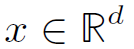 x ∈ ℝ^d